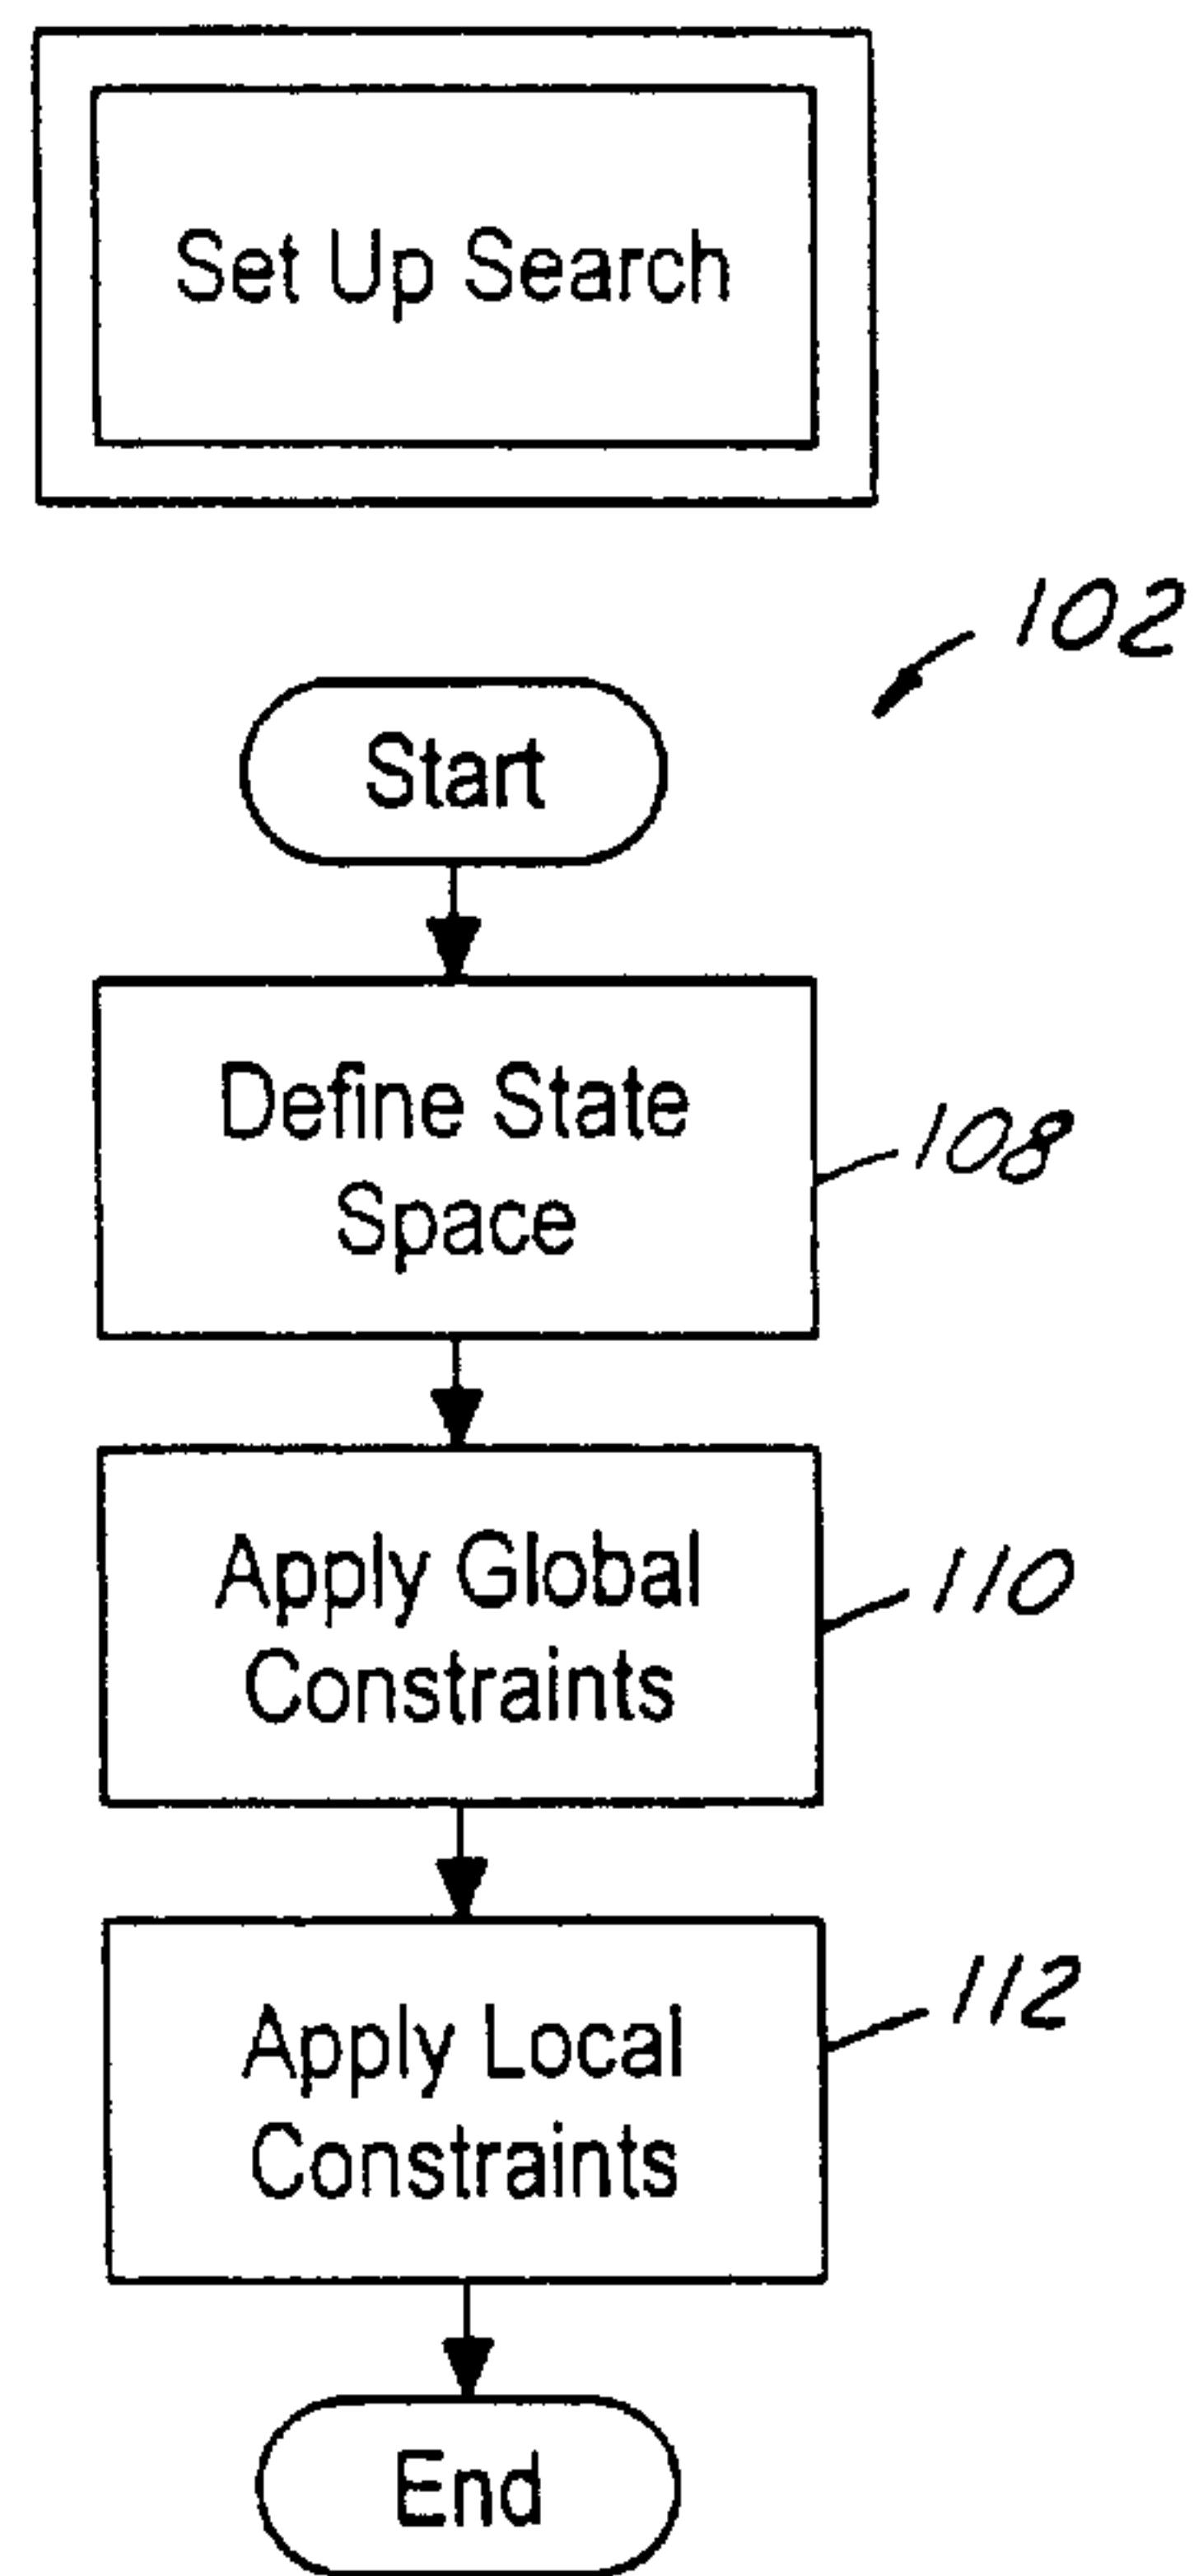 Set Up Search
102
Start
Define State
Space
108
Apply Global
Constraints
110
Apply Local
Constraints
112
End